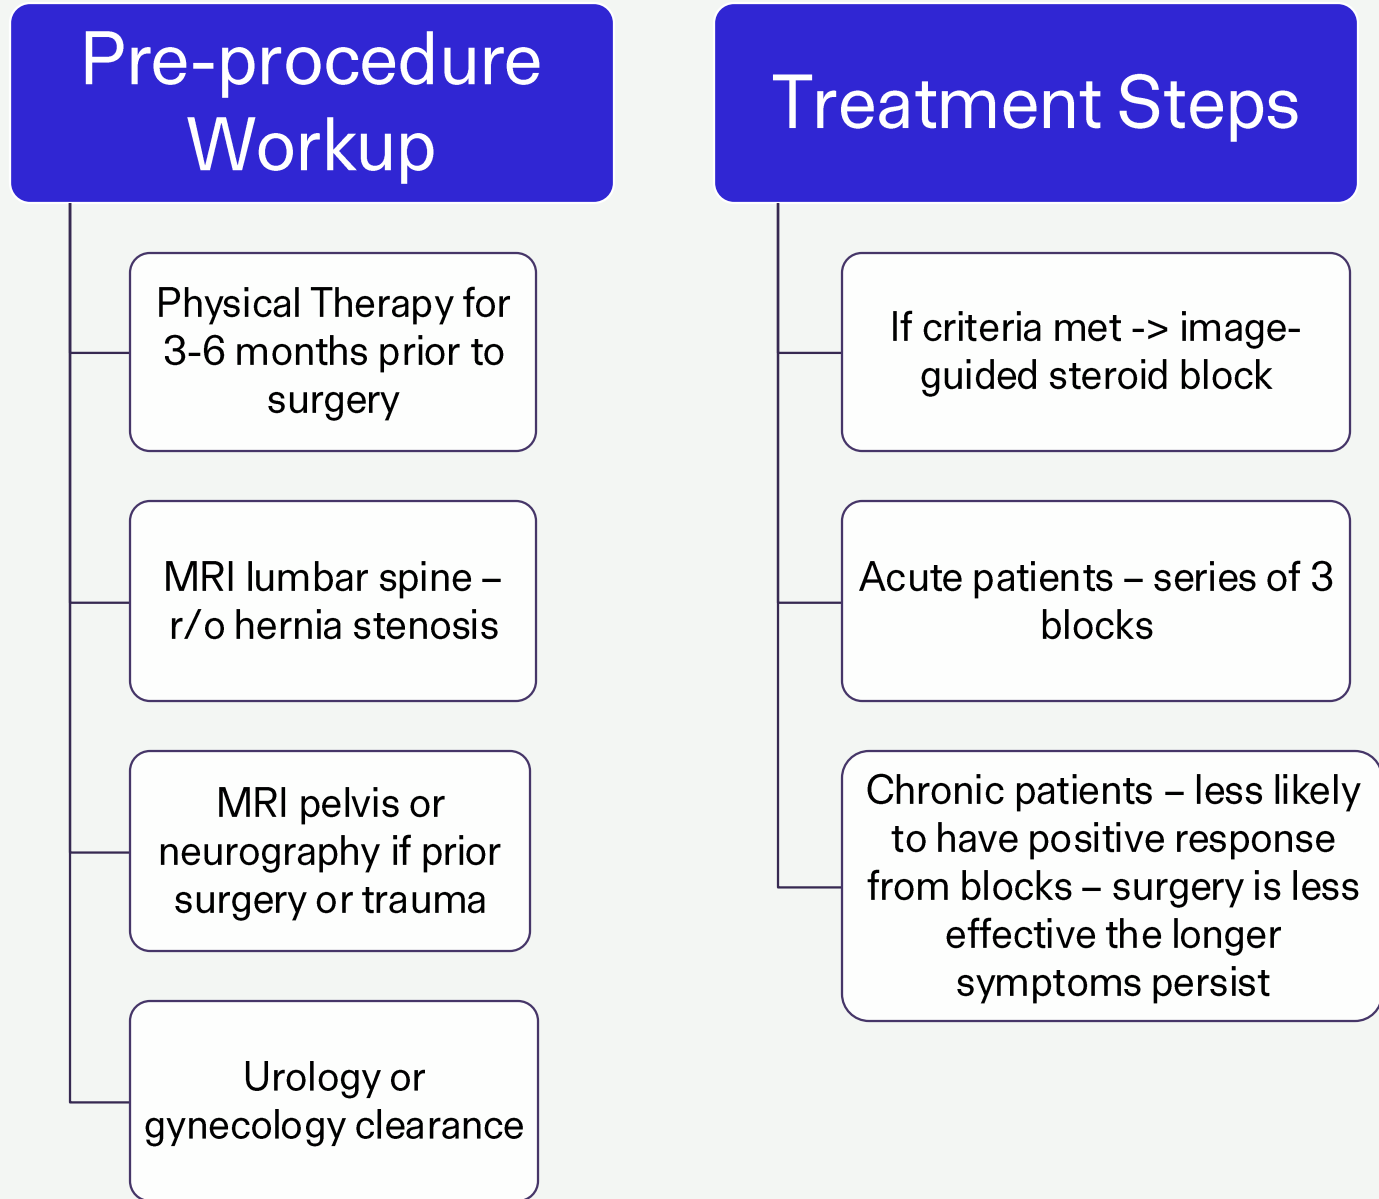 Pre-procedure
Workup
Physical Therapy for
3-6 months prior to
surgery
MRI lumbar spine –
r/o hernia stenosis
MRI pelvis or
neurography if prior
surgery or trauma
Urology or
gynecology clearance
Treatment Steps
If criteria met -> image-
guided steroid block
Acute patients – series of 3
blocks
Chronic patients – less likely
to have positive response
from blocks – surgery is less
effective the longer
symptoms persist